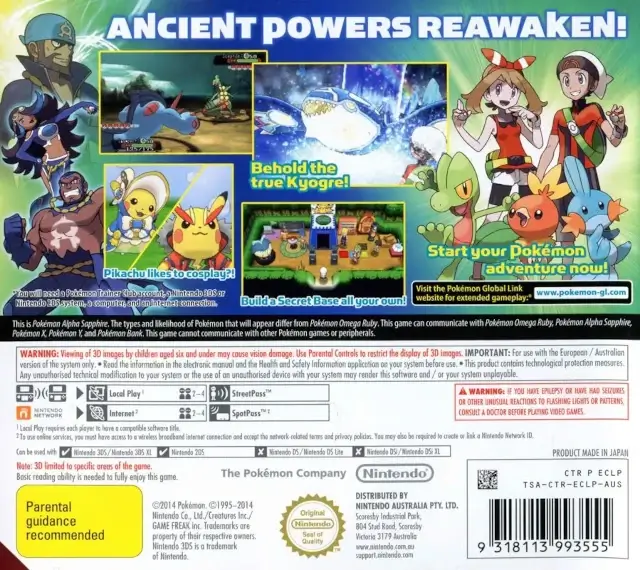 ANCIENT POWERS REAWAKEN!
Behold the
true Kyogre!
Pikachu likes to cosplay?!
Build a Secret Base all your own!
Start your Pokémon
adventure now!
*You will need a Pokémon Trainer Club account, a Nintendo 3DS or
Nintendo 2DS system, a computer, and an internet connection.
Visit the Pokémon Global Link
website for extended gameplay:*
www.pokemon-gl.com
This is Pokémon Alpha Sapphire. The types and likelihood of Pokémon that will appear differ from Pokémon Omega Ruby. This game can communicate with Pokémon Omega Ruby, Pokémon Alpha Sapphire,
Pokémon X, Pokémon Y, and Pokémon Bank. This game cannot communicate with other Pokémon games or peripherals.
WARNING: Viewing of 3D images by children aged six and under may cause vision damage. Use Parental Controls to restrict the display of 3D images. IMPORTANT: For use with the European / Australian
version of the system only. • Read the information in the electronic manual and the Health and Safety Information application on your system before use. • This product contains technological protection measures.
Any unauthorised technical modification to your system or the use of an unauthorised device with your system may render this software and / or your system unplayable.
Local Play¹
2-4
StreetPass™
NINTENDO
NETWORK
Internet²
2-4
SpotPass™ ²
WARNING: IF YOU HAVE EPILEPSY OR HAVE HAD SEIZURES
OR OTHER UNUSUAL REACTIONS TO FLASHING LIGHTS OR PATTERNS,
CONSULT A DOCTOR BEFORE PLAYING VIDEO GAMES.
¹ Local Play requires each player to have a compatible software title.
² To use online services, you must have access to a wireless broadband internet connection and accept the network related terms and privacy policies. You may also be required to create or link a Nintendo Network ID.
Can be used with
Nintendo 3DS/Nintendo 3DS XL
Nintendo 2DS
Nintendo DS/Nintendo DS Lite
Nintendo DSi/Nintendo DSi XL
PRODUCT MADE IN JAPAN
Note: 3D limited to specific areas of the game.
Basic reading ability is needed to fully enjoy this game.
The Pokémon Company
Nintendo
CTR P ECLP
TSA-CTR-ECLP-AUS
Parental
guidance
recommended
©2014 Pokémon. ©1995–2014
Nintendo Co., Ltd./Creatures Inc./
GAME FREAK inc. Trademarks are
property of their respective owners.
Nintendo 3DS is a trademark
of Nintendo.
Original
Nintendo
Seal of
Quality
DISTRIBUTED BY
NINTENDO AUSTRALIA PTY. LTD.
Scoresby Industrial Park,
804 Stud Road, Scoresby
Victoria 3179 Australia
www.nintendo.com.au
support.nintendo.com
9 318113 993555